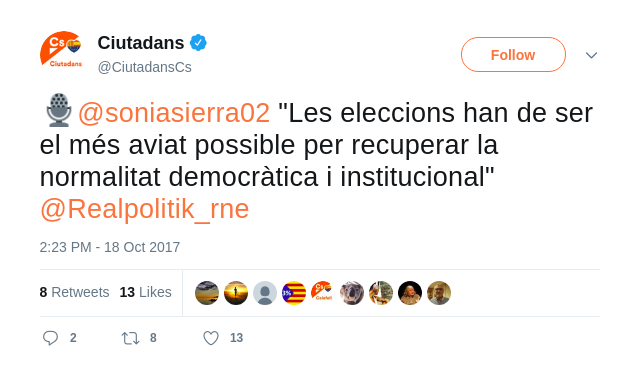 Cs
Ciutadans
Ciutadans
@CiutadansCs
Follow
@soniasierra02 "Les eleccions han de ser
el més aviat possible per recuperar la
normalitat democràtica i institucional"
@Realpolitik_rne
2:23 PM - 18 Oct 2017
8 Retweets 13 Likes
2 8 13